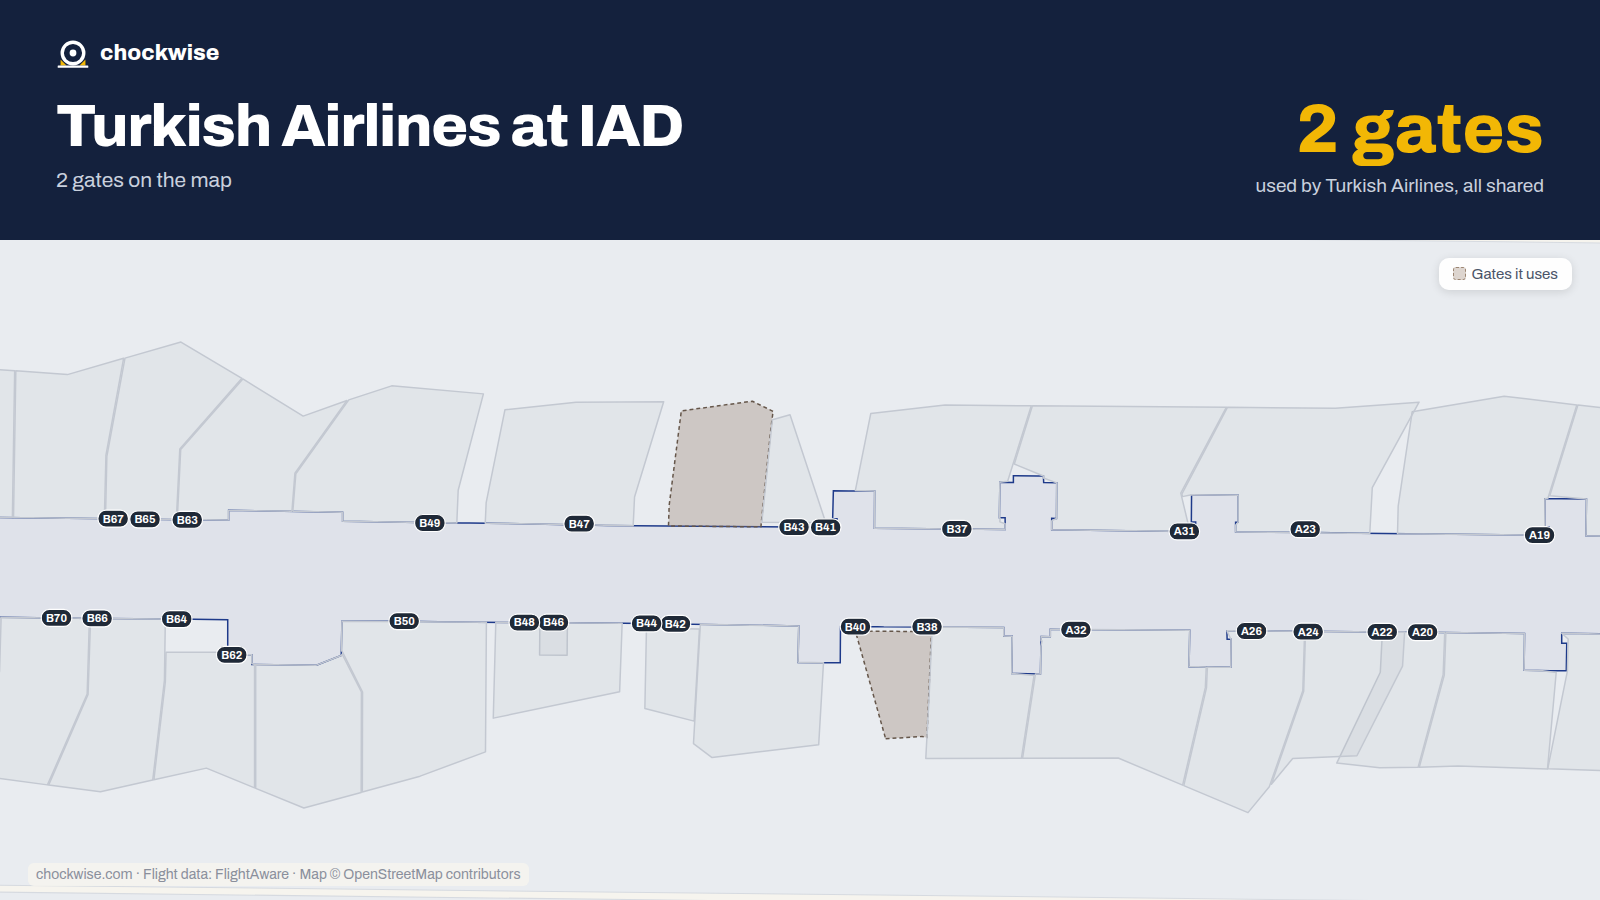 chockwise
Turkish Airlines at IAD
2 gates on the map
2 gates
used by Turkish Airlines, all shared
Gates it uses
B67 B65 B63 B49 B47 B43 B41 B37 A31 A23 A19
B70 B66 B64 B62 B50 B48 B46 B44 B42 B40 B38 A32 A26 A24 A22 A20
chockwise.com · Flight data: FlightAware · Map © OpenStreetMap contributors